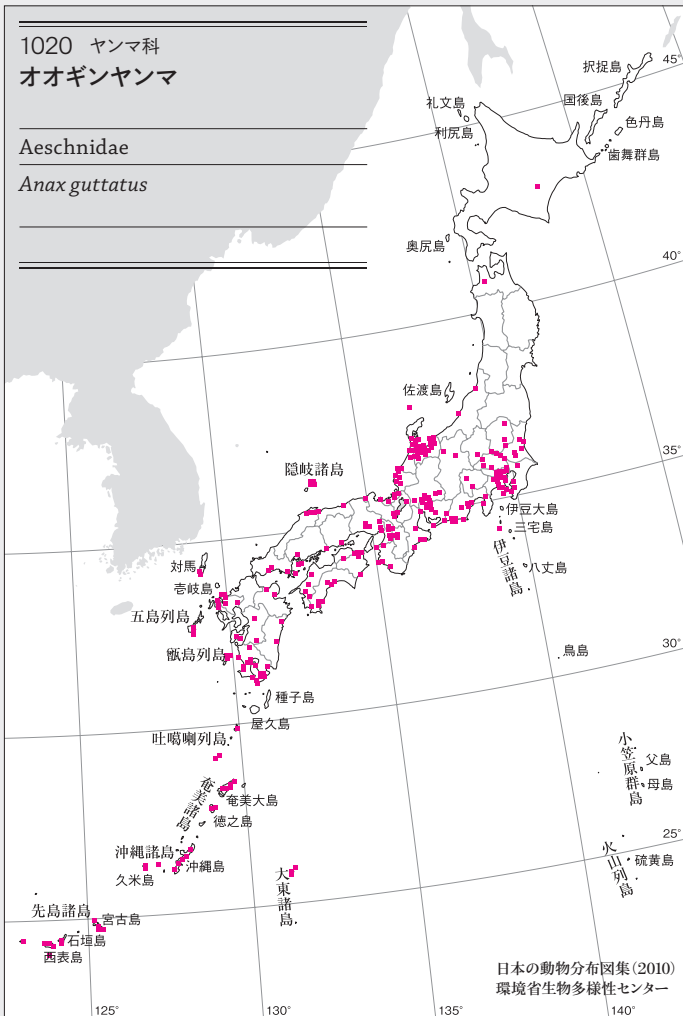 1020 ヤンマ科
オオギンヤンマ
Aeschnidae
Anax guttatus
45°
択捉島
国後島
礼文島
色丹島
利尻島
歯舞群島
奥尻島
40°
佐渡島
35°
隠岐諸島
伊豆大島
三宅島
伊豆諸島
八丈島
対馬
壱岐島
五島列島
甑島列島
鳥島
30°
種子島
屋久島
吐噶喇列島
小笠原群島
父島
母島
奄美諸島
奄美大島
徳之島
25°
火山列島
硫黄島
沖縄諸島
沖縄島
久米島
大東諸島
先島諸島
宮古島
石垣島
西表島
日本の動物分布図集(2010)
環境省生物多様性センター
125°
130°
135°
140°